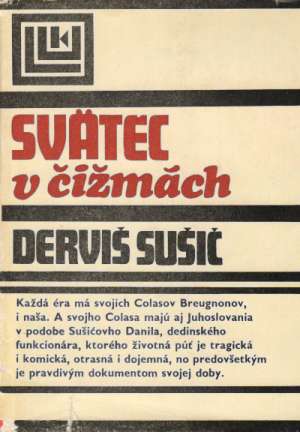 SVÄTEC
v čižmách
DERVIŠ SUŠIČ
Každá éra má svojich Colasov Breugnonov,
i naša. A svojho Colasa majú aj Juhoslovania
v podobe Sušičovho Danila, dedinského
funkcionára, ktorého životná púť je tragická
i komická, otrasná i dojemná, no predovšetkým
je pravdivým dokumentom svojej doby.